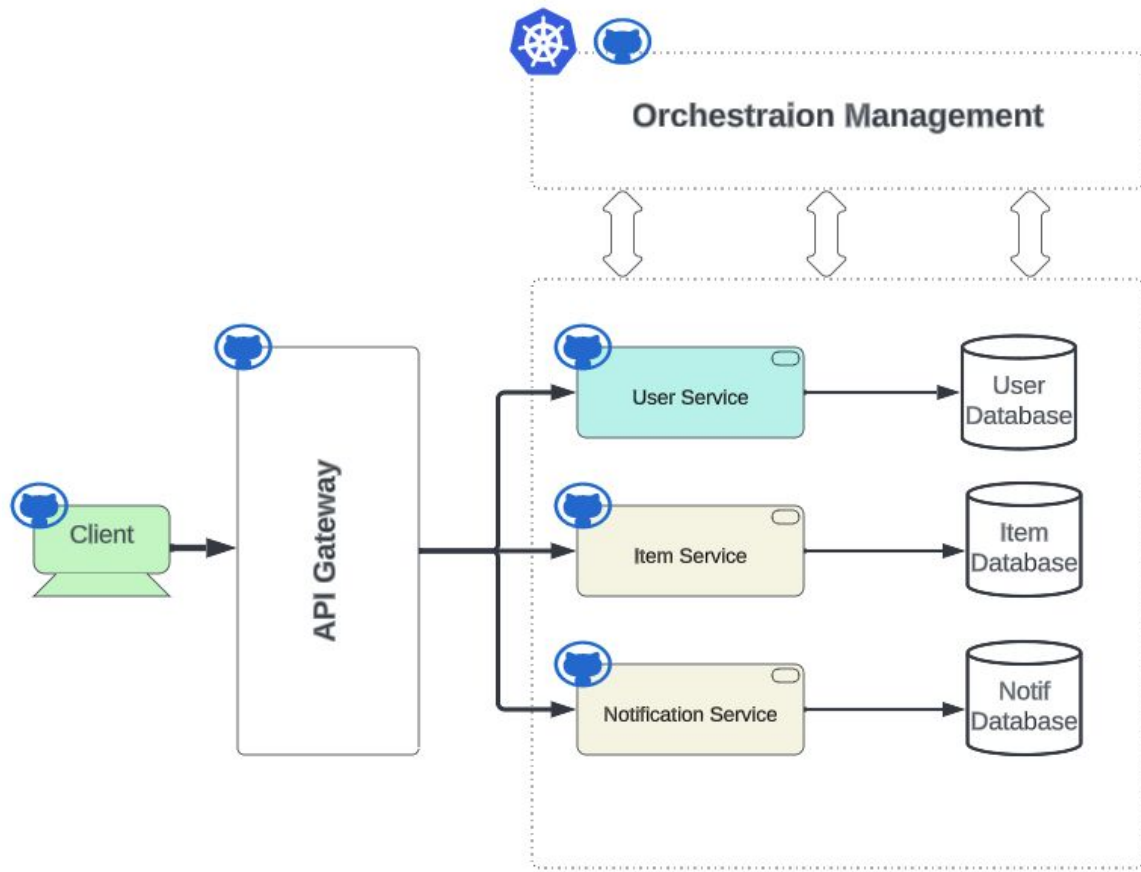 Orchestraion Management
User Service
User
Database
Client
API Gateway
Item Service
Item
Database
Notification Service
Notif
Database